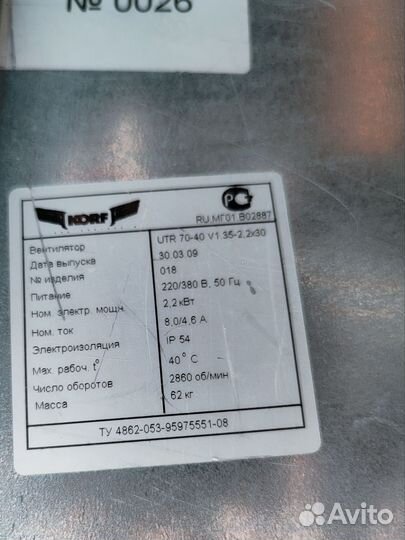 № 0026
KORF
RU.МГ01.В02887
Вентилятор UTR 70-40 V1.35-2,2x30
Дата выпуска 30.03.09
№ изделия 018
Питание 220/380 В, 50 Гц
Ном. электр. мощн. 2,2 кВт
Ном. ток 8,0/4,6 А
Электроизоляция IP 54
Мах. рабоч. t° 40° С
Число оборотов 2860 об/мин
Масса 62 кг
ТУ 4862-053-95975551-08
Avito